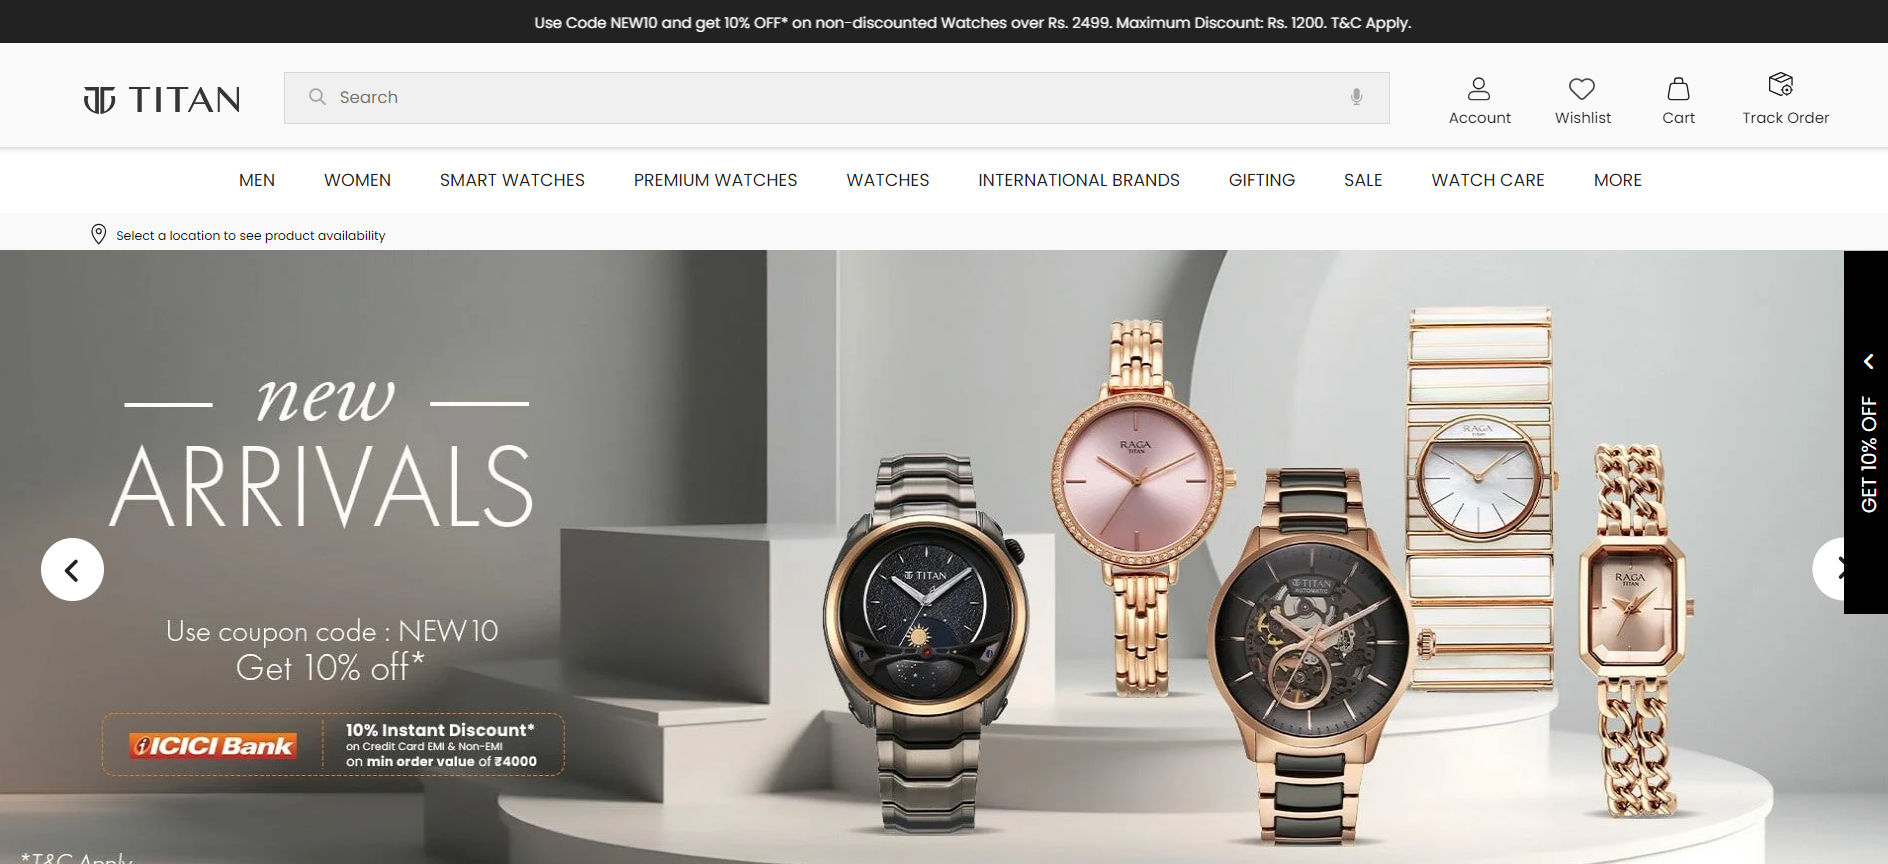 Use Code NEW10 and get 10% OFF* on non-discounted Watches over Rs. 2499. Maximum Discount: Rs. 1200. T&C Apply.
TITAN
Search
Account
Wishlist
Cart
Track Order
MEN
WOMEN
SMART WATCHES
PREMIUM WATCHES
WATCHES
INTERNATIONAL BRANDS
GIFTING
SALE
WATCH CARE
MORE
Select a location to see product availability
new
ARRIVALS
Use coupon code : NEW10
Get 10% off*
ICICI Bank
10% Instant Discount*
on Credit Card EMI & Non-EMI
on min order value of ₹4000
*T&C Apply
TITAN
RAGA
TITAN
TITAN
AUTOMATIC
RAGA
TITAN
RAGA
TITAN
GET 10% OFF